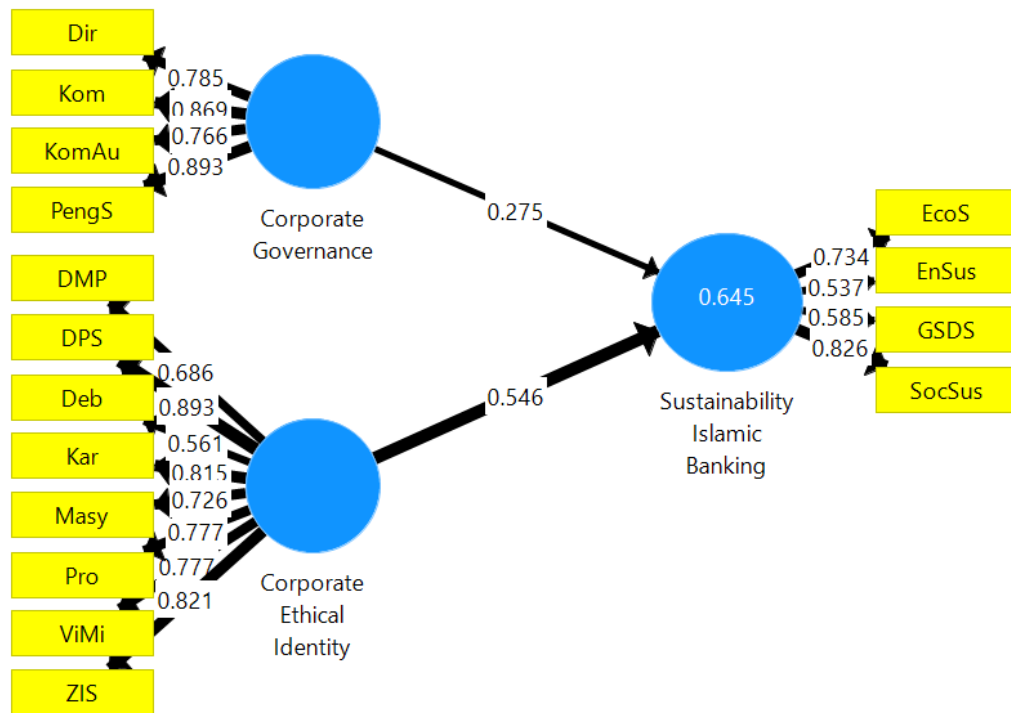 Dir
Kom
KomAu
PengS
0.785
0.869
0.766
0.893
Corporate
Governance
0.275
DMP
DPS
Deb
Kar
Masy
Pro
ViMi
ZIS
0.686
0.893
0.561
0.815
0.726
0.777
0.777
0.821
Corporate
Ethical
Identity
0.546
0.645
Sustainability
Islamic
Banking
0.734
0.537
0.585
0.826
EcoS
EnSus
GSDS
SocSus